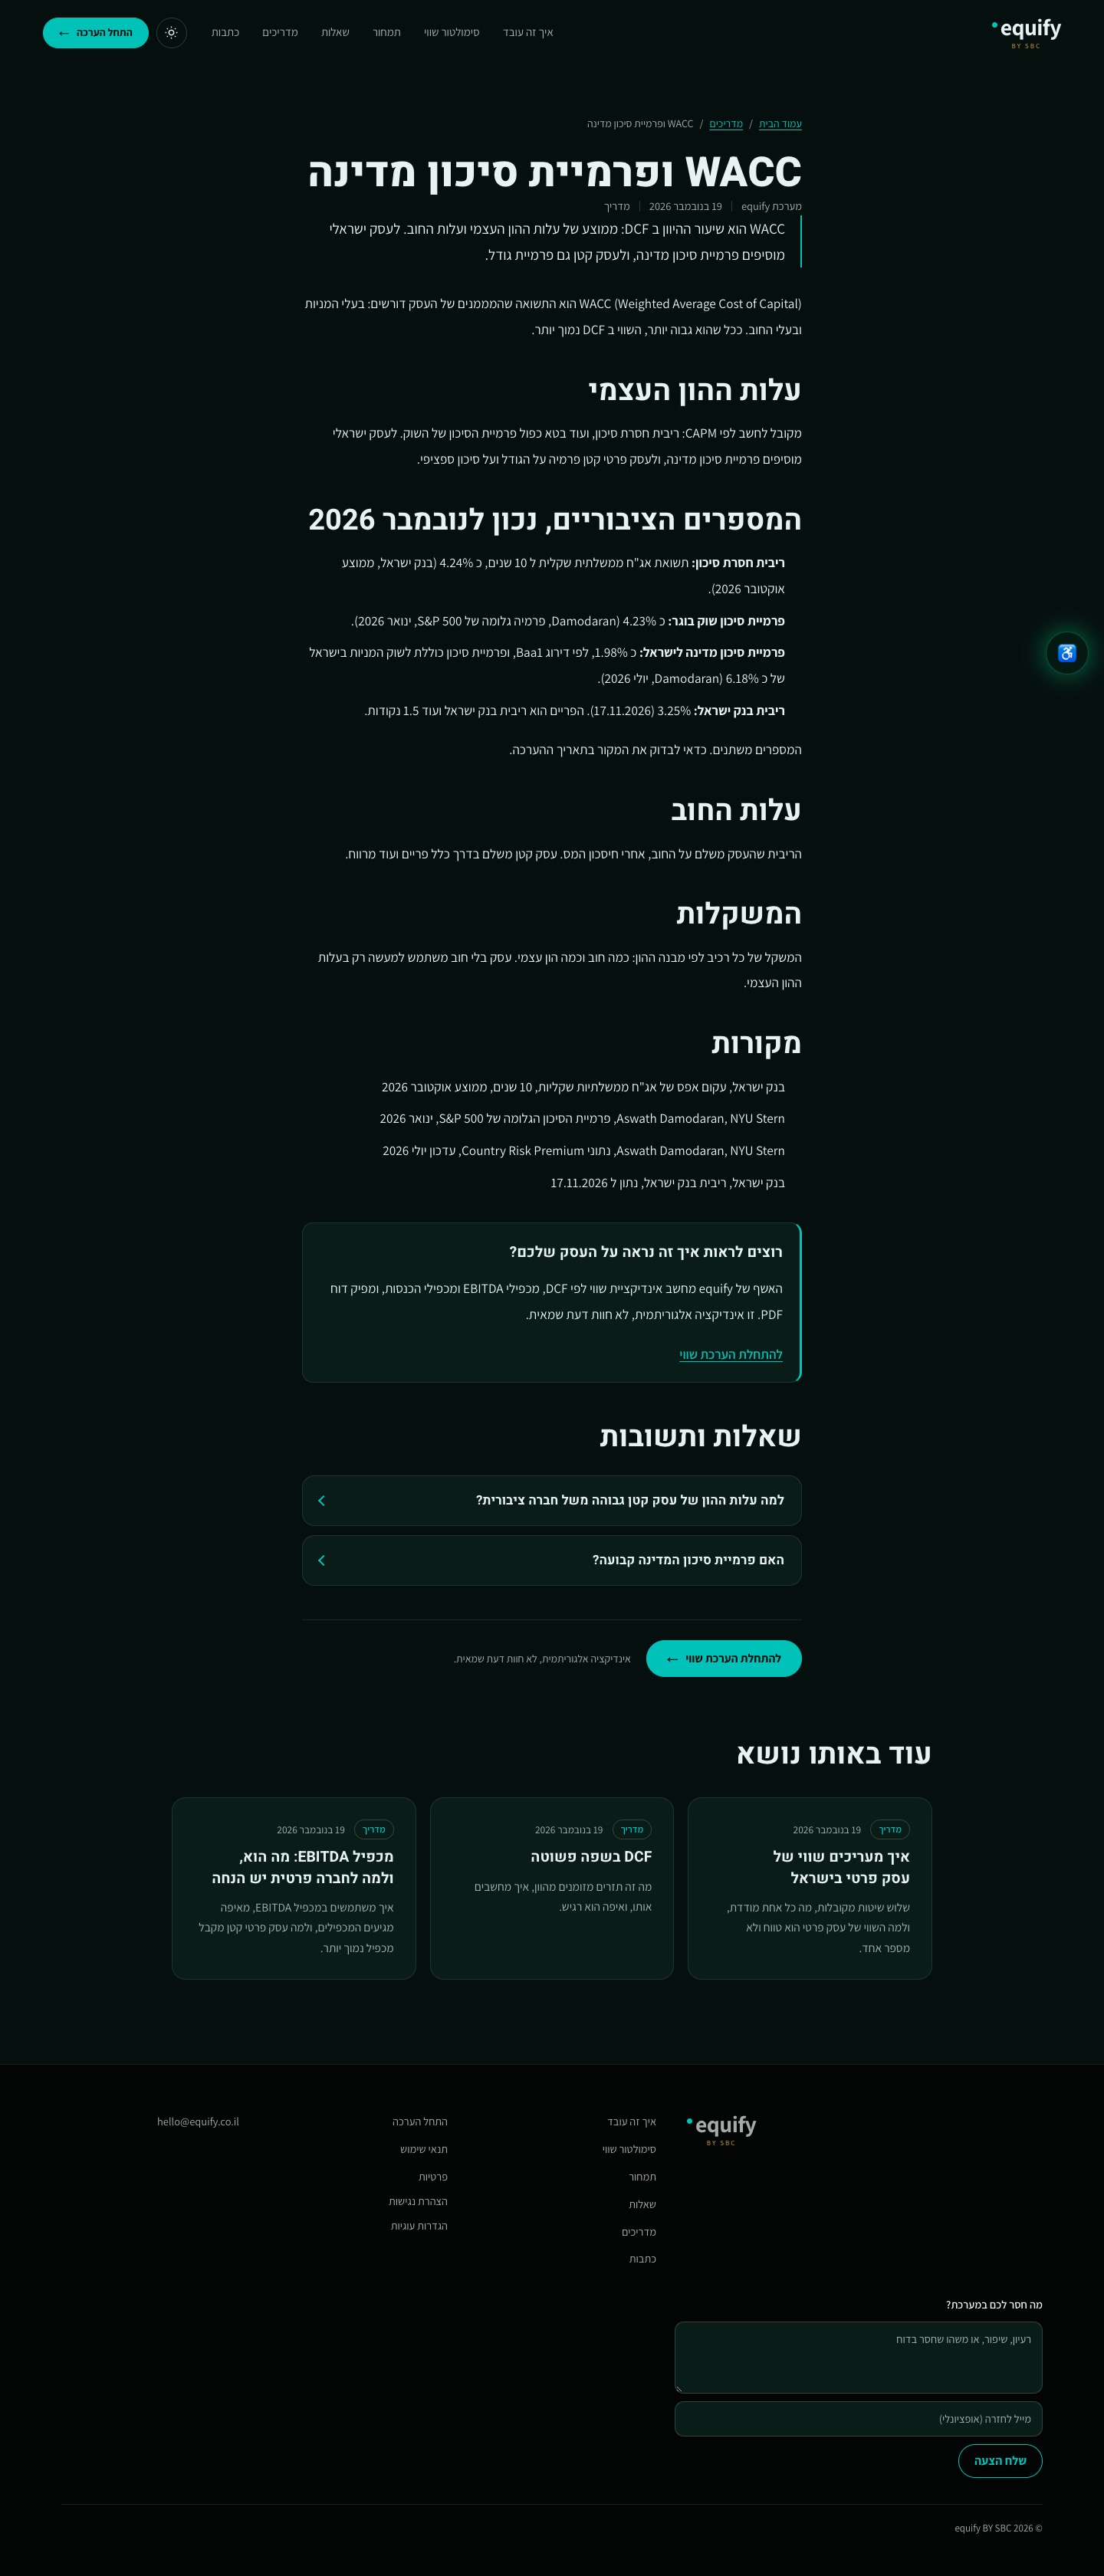 equify
BY SBC
איך זה עובד
סימולטור שווי
תמחור
שאלות
מדריכים
כתבות
התחל הערכה ←
עמוד הבית / מדריכים / WACC ופרמיית סיכון מדינה
WACC ופרמיית סיכון מדינה
מערכת equify | 19 בנובמבר 2026 | מדריך
WACC הוא שיעור ההיוון ב DCF: ממוצע של עלות ההון העצמי ועלות החוב. לעסק ישראלי
מוסיפים פרמיית סיכון מדינה, ולעסק קטן גם פרמיית גודל.
WACC (Weighted Average Cost of Capital) הוא התשואה שהמממנים של העסק דורשים: בעלי המניות
ובעלי החוב. ככל שהוא גבוה יותר, השווי ב DCF נמוך יותר.
עלות ההון העצמי
מקובל לחשב לפי CAPM: ריבית חסרת סיכון, ועוד בטא כפול פרמיית הסיכון של השוק. לעסק ישראלי
מוסיפים פרמיית סיכון מדינה, ולעסק פרטי קטן פרמיה על הגודל ועל סיכון ספציפי.
המספרים הציבוריים, נכון לנובמבר 2026
ריבית חסרת סיכון: תשואת אג"ח ממשלתית שקלית ל 10 שנים, כ 4.24% (בנק ישראל, ממוצע
אוקטובר 2026).
פרמיית סיכון שוק בוגר: כ 4.23% (Damodaran, פרמיה גלומה של S&P 500, ינואר 2026).
פרמיית סיכון מדינה לישראל: כ 1.98%, לפי דירוג Baa1, ופרמיית סיכון כוללת לשוק המניות בישראל
של כ 6.18% (Damodaran, יולי 2026).
ריבית בנק ישראל: 3.25% (17.11.2026). הפריים הוא ריבית בנק ישראל ועוד 1.5 נקודות.
המספרים משתנים. כדאי לבדוק את המקור בתאריך ההערכה.
עלות החוב
הריבית שהעסק משלם על החוב, אחרי חיסכון המס. עסק קטן משלם בדרך כלל פריים ועוד מרווח.
המשקלות
המשקל של כל רכיב לפי מבנה ההון: כמה חוב וכמה הון עצמי. עסק בלי חוב משתמש למעשה רק בעלות
ההון העצמי.
מקורות
בנק ישראל, עקום אפס של אג"ח ממשלתיות שקליות, 10 שנים, ממוצע אוקטובר 2026
Aswath Damodaran, NYU Stern, פרמיית הסיכון הגלומה של S&P 500, ינואר 2026
Aswath Damodaran, NYU Stern, נתוני Country Risk Premium, עדכון יולי 2026
בנק ישראל, ריבית בנק ישראל, נתון ל 17.11.2026
רוצים לראות איך זה נראה על העסק שלכם?
האשף של equify מחשב אינדיקציית שווי לפי DCF, מכפילי EBITDA ומכפילי הכנסות, ומפיק דוח
PDF. זו אינדיקציה אלגוריתמית, לא חוות דעת שמאית.
להתחלת הערכת שווי
שאלות ותשובות
למה עלות ההון של עסק קטן גבוהה משל חברה ציבורית?
האם פרמיית סיכון המדינה קבועה?
להתחלת הערכת שווי ←
אינדיקציה אלגוריתמית, לא חוות דעת שמאית.
עוד באותו נושא
מדריך 19 בנובמבר 2026
איך מעריכים שווי של
עסק פרטי בישראל
שלוש שיטות מקובלות, מה כל אחת מודדת,
ולמה השווי של עסק פרטי הוא טווח ולא
מספר אחד.
מדריך 19 בנובמבר 2026
DCF בשפה פשוטה
מה זה תזרים מזומנים מהוון, איך מחשבים
אותו, ואיפה הוא רגיש.
מדריך 19 בנובמבר 2026
מכפיל EBITDA: מה הוא,
ולמה לחברה פרטית יש הנחה
איך משתמשים במכפיל EBITDA, מאיפה
מגיעים המכפילים, ולמה עסק פרטי קטן מקבל
מכפיל נמוך יותר.
equify
BY SBC
איך זה עובד
סימולטור שווי
תמחור
שאלות
מדריכים
כתבות
התחל הערכה
תנאי שימוש
פרטיות
הצהרת נגישות
הגדרות עוגיות
hello@equify.co.il
מה חסר לכם במערכת?
רעיון, שיפור, או משהו שחסר בדוח
מייל לחזרה (אופציונלי)
שלח הצעה
© 2026 equify BY SBC